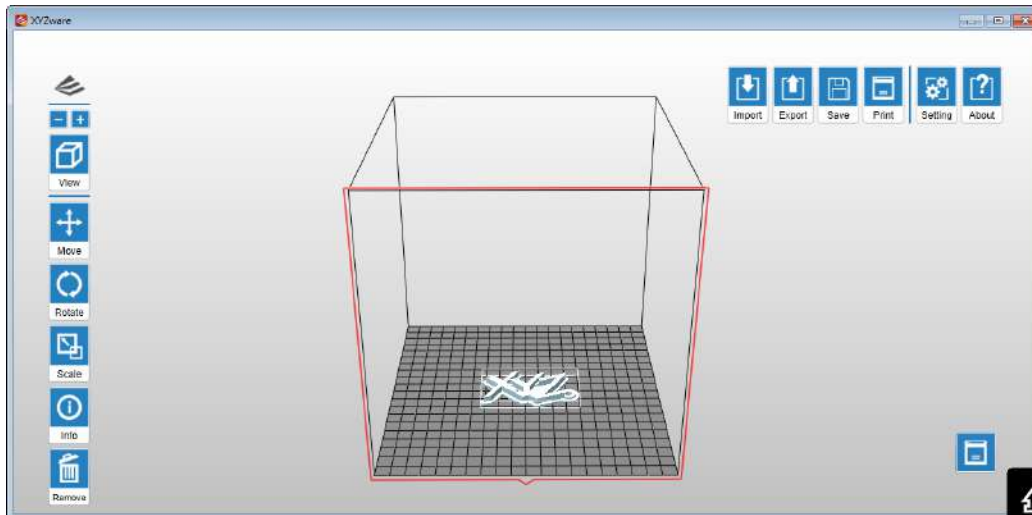 XYZware
Import Export Save Print Setting About
View
Move
Rotate
Scale
Info
Remove
XYZ